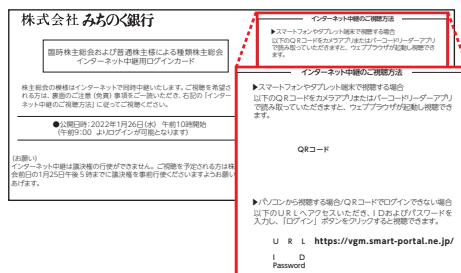 株式会社 みちのく銀行
臨時株主総会および普通株主様による種類株主総会
インターネット中継用ログインカード
株主総会の模様はインターネットで同時中継いたします。ご視聴を希望さ
れる方は、裏面のご注意(免責)事項をご一読いただき、右記の「インター
ネット中継のご視聴方法」に従ってご視聴ください。
●公開日時:2022年1月26日(水) 午前10時開始
(午前9:00 よりログインが可能となります)
(お願い)
インターネット中継は議決権の行使ができません。ご視聴を予定される方は株
会前日の1月25日午後5時までに議決権を事前行使くださいますようお願い
あげます。
インターネット中継のご視聴方法
▶スマートフォンやタブレット端末で視聴する場合
以下のQRコードをカメラアプリまたはバーコードリーダーアプリ
で読み取っていただきますと、ウェブブラウザが起動し視聴でき
ます。
インターネット中継のご視聴方法
▶スマートフォンやタブレット端末で視聴する場合
以下のQRコードをカメラアプリまたはバーコードリーダーアプリ
で読み取っていただきますと、ウェブブラウザが起動し視聴でき
ます。
QRコード
▶パソコンから視聴する場合/QRコードでログインできない場合
以下のURLへアクセスいただき、IDおよびパスワードを
入力し、「ログイン」ボタンをクリックすると視聴できます。
URL https://vgm.smart-portal.ne.jp/
ID
Password